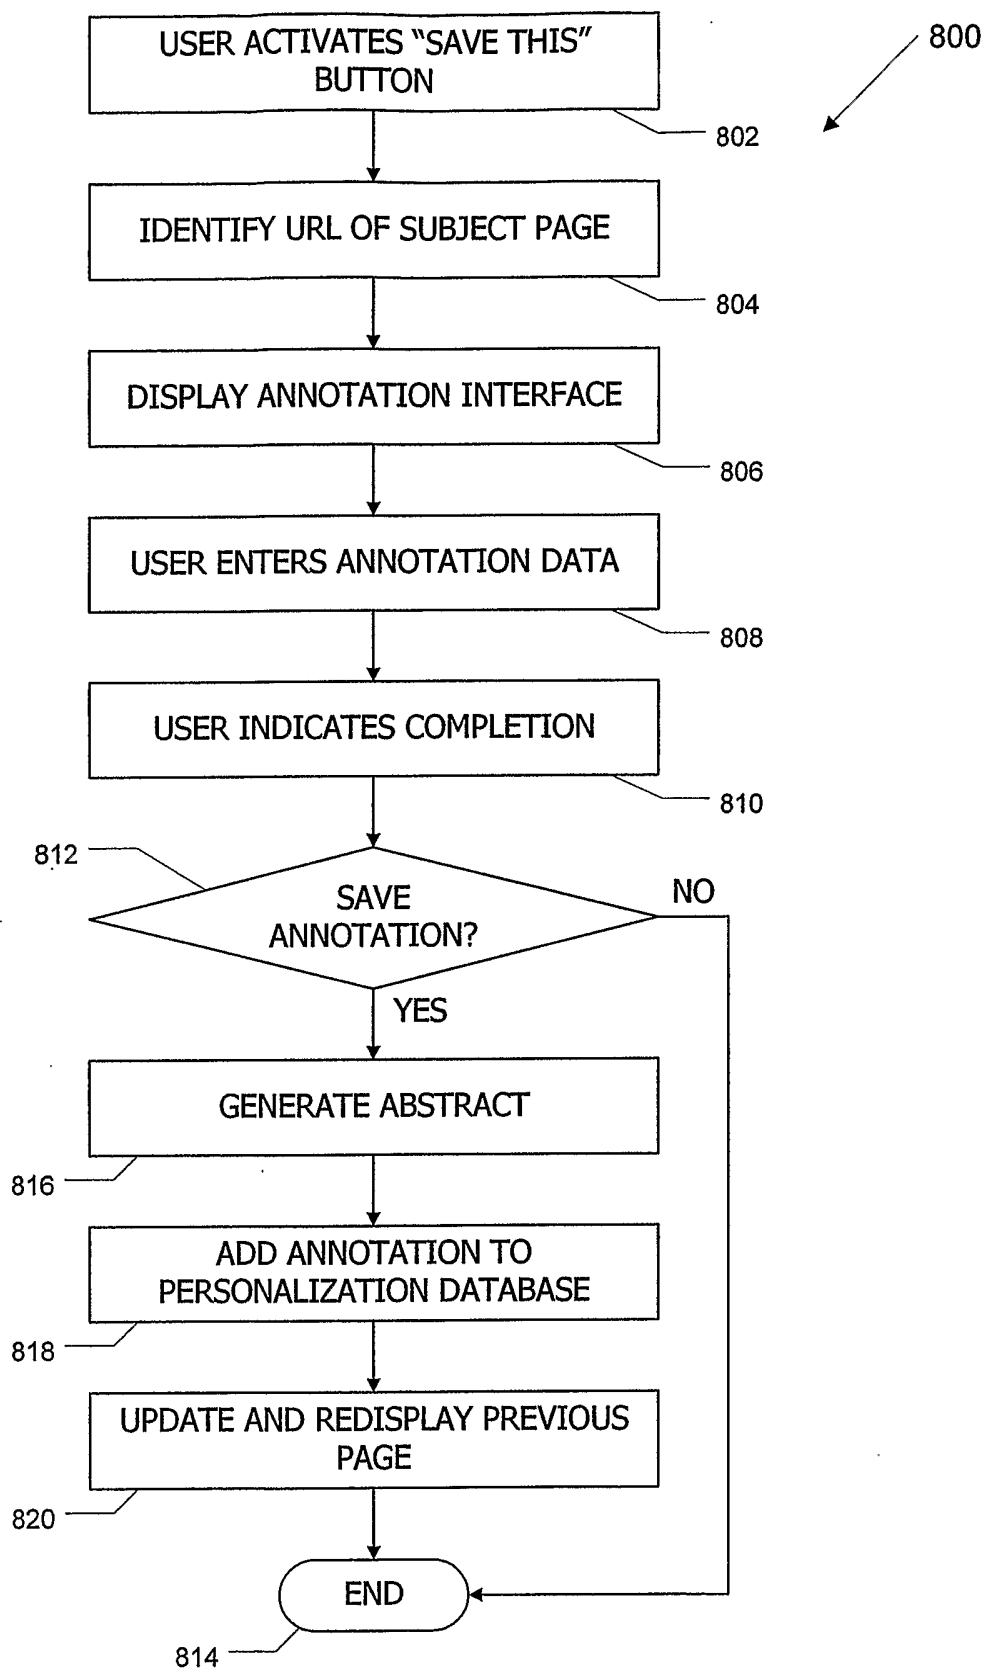 USER ACTIVATES “SAVE THIS”
BUTTON
800
802
IDENTIFY URL OF SUBJECT PAGE
804
DISPLAY ANNOTATION INTERFACE
806
USER ENTERS ANNOTATION DATA
808
USER INDICATES COMPLETION
810
812
SAVE
ANNOTATION?
NO
YES
GENERATE ABSTRACT
816
ADD ANNOTATION TO
PERSONALIZATION DATABASE
818
UPDATE AND REDISPLAY PREVIOUS
PAGE
820
END
814